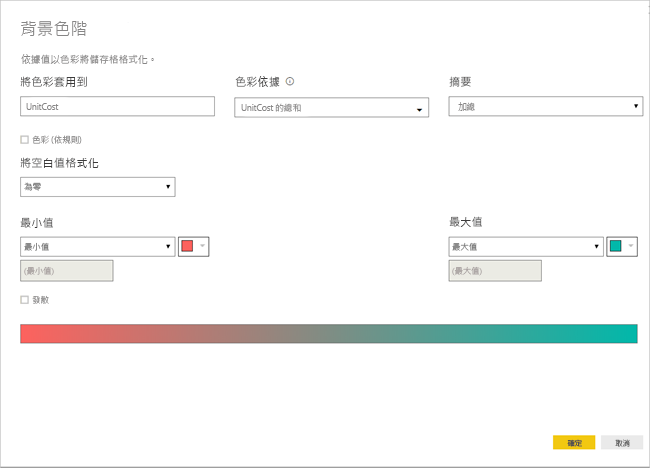 背景色階
依據值以色彩將儲存格格式化。
將色彩套用到
色彩依據
摘要
UnitCost
UnitCost 的總和
加總
色彩 (依規則)
將空白值格式化
為零
最小值
最大值
最小值
最大值
(最小值)
(最大值)
發散
確定
取消